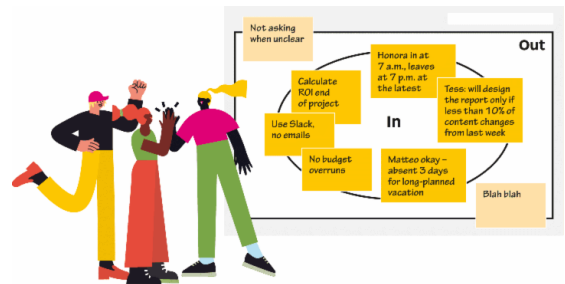 Not asking
when unclear
Out
Honora in at
7 a.m., leaves
at 7 p.m. at
the latest
Calculate
ROI end
of project
Tess: will design
the report only if
less than 10% of
content changes
from last week
Use Slack,
no emails
In
No budget
overruns
Matteo okay –
absent 3 days
for long-planned
vacation
Blah blah